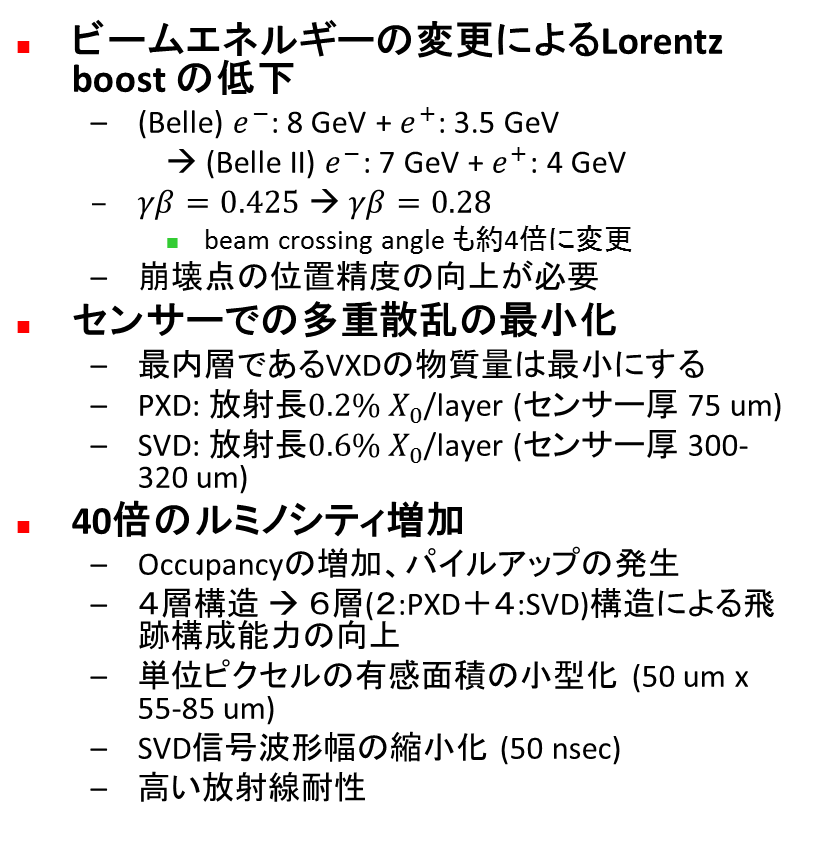 ▪ ビームエネルギーの変更によるLorentz
boost の低下
– (Belle) e⁻: 8 GeV + e⁺: 3.5 GeV
→ (Belle II) e⁻: 7 GeV + e⁺: 4 GeV
– γβ = 0.425 → γβ = 0.28
▪ beam crossing angle も約4倍に変更
– 崩壊点の位置精度の向上が必要
▪ センサーでの多重散乱の最小化
– 最内層であるVXDの物質量は最小にする
– PXD: 放射長0.2% X₀/layer (センサー厚 75 um)
– SVD: 放射長0.6% X₀/layer (センサー厚 300-
320 um)
▪ 40倍のルミノシティ増加
– Occupancyの増加、パイルアップの発生
– ４層構造 → ６層(２:PXD＋４:SVD)構造による飛
跡構成能力の向上
– 単位ピクセルの有感面積の小型化 (50 um x
55-85 um)
– SVD信号波形幅の縮小化 (50 nsec)
– 高い放射線耐性